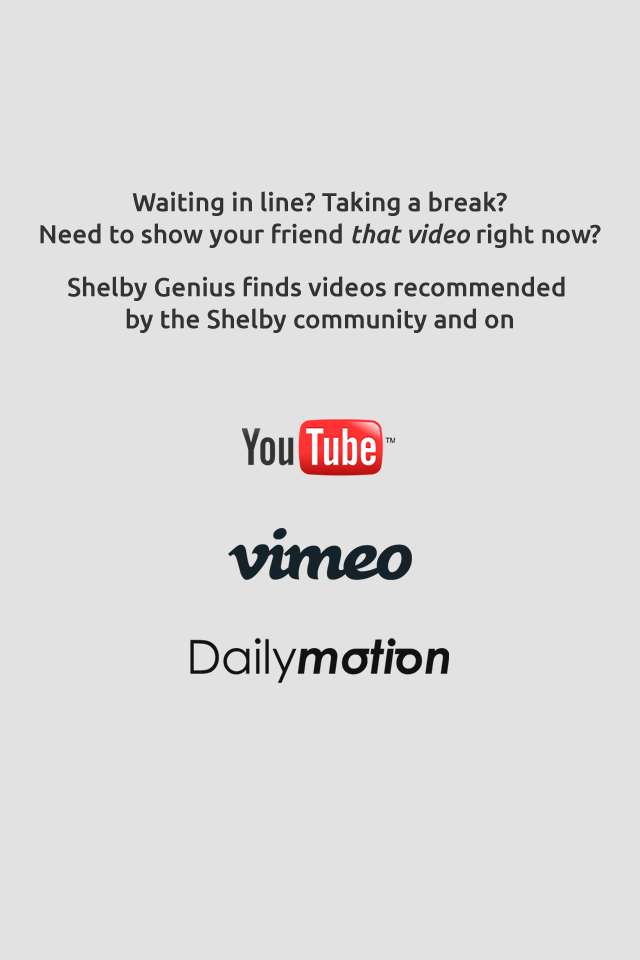 Waiting in line? Taking a break?
Need to show your friend that video right now?
Shelby Genius finds videos recommended
by the Shelby community and on
YouTube™
vimeo
Dailymotion